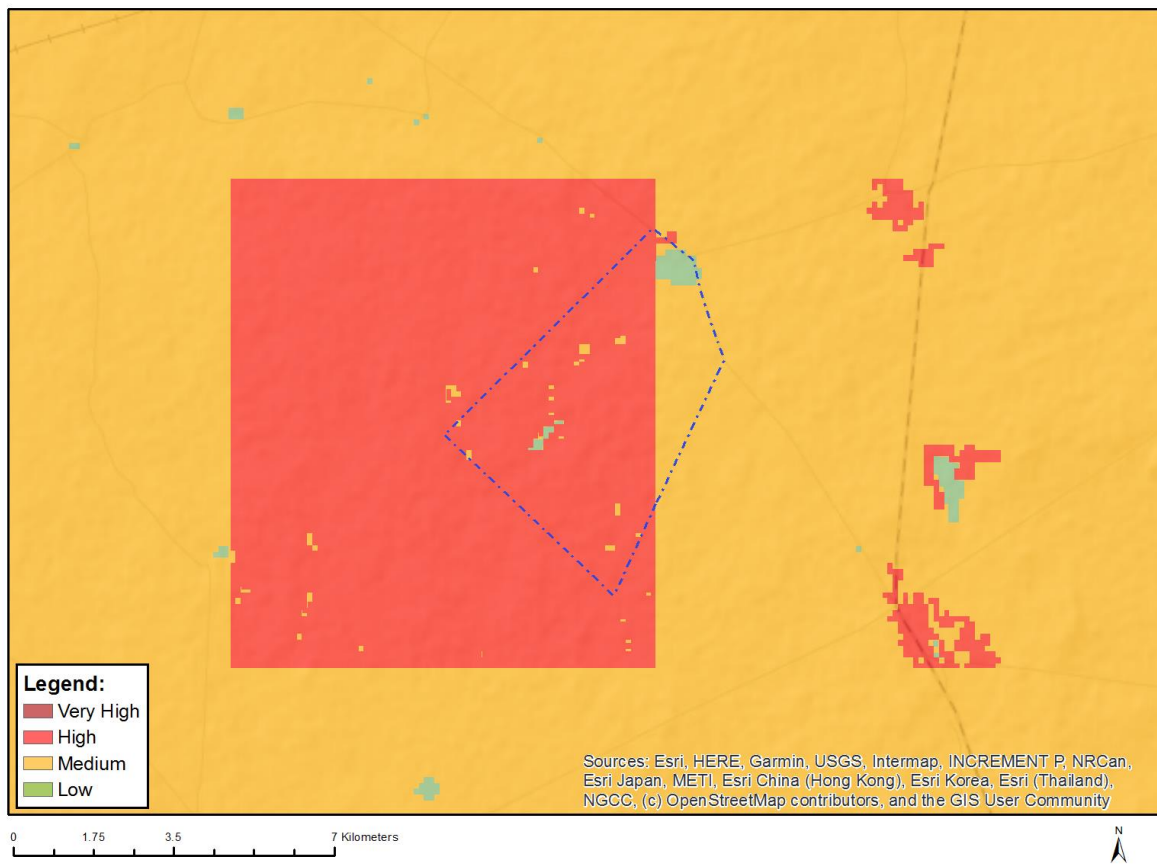 Legend:
Very High
High
Medium
Low
Sources: Esri, HERE, Garmin, USGS, Intermap, INCREMENT P, NRCan,
Esri Japan, METI, Esri China (Hong Kong), Esri Korea, Esri (Thailand),
NGCC, (c) OpenStreetMap contributors, and the GIS User Community
0 1.75 3.5 7 Kilometers
N